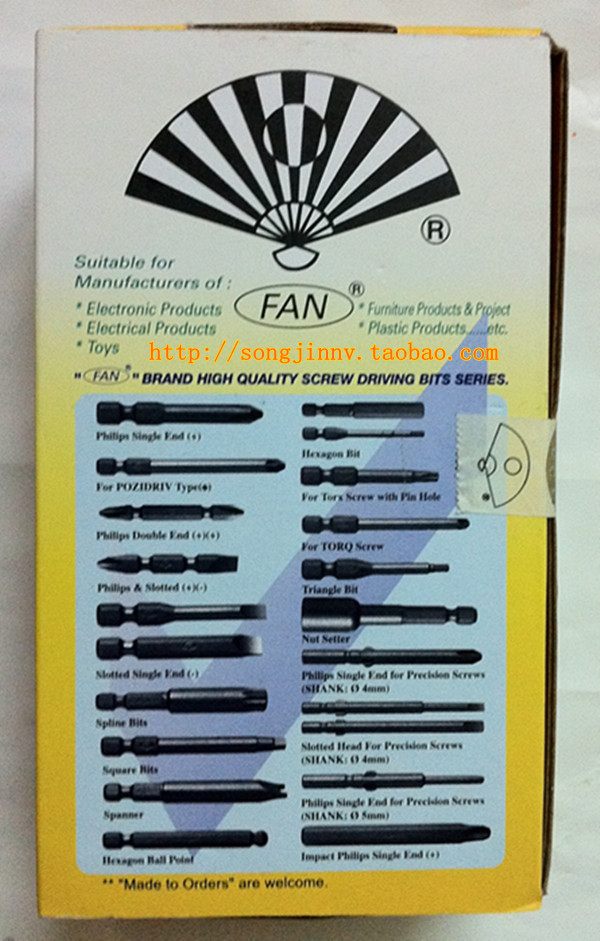 ®
Suitable for
Manufacturers of :
* Electronic Products
* Electrical Products
* Toys
FAN ®
* Furniture Products & Project
* Plastic Products......etc.
http://songjinnv.taobao.com
"FAN®" BRAND HIGH QUALITY SCREW DRIVING BITS SERIES.
Philips Single End (+)
For POZIDRIV Type(◆)
Philips Double End (+)(+)
Philips & Slotted (+)(-)
Slotted Single End (-)
Spline Bits
Square Bits
Spanner
Hexagon Ball Point
Hexagon Bit
For Torx Screw with Pin Hole
For TORQ Screw
Triangle Bit
Nut Setter
Philips Single End for Precision Screws
(SHANK: Ø 4mm)
Slotted Head For Precision Screws
(SHANK: Ø 4mm)
Philips Single End for Precision Screws
(SHANK: Ø 5mm)
Impact Philips Single End (+)
** "Made to Orders" are welcome.